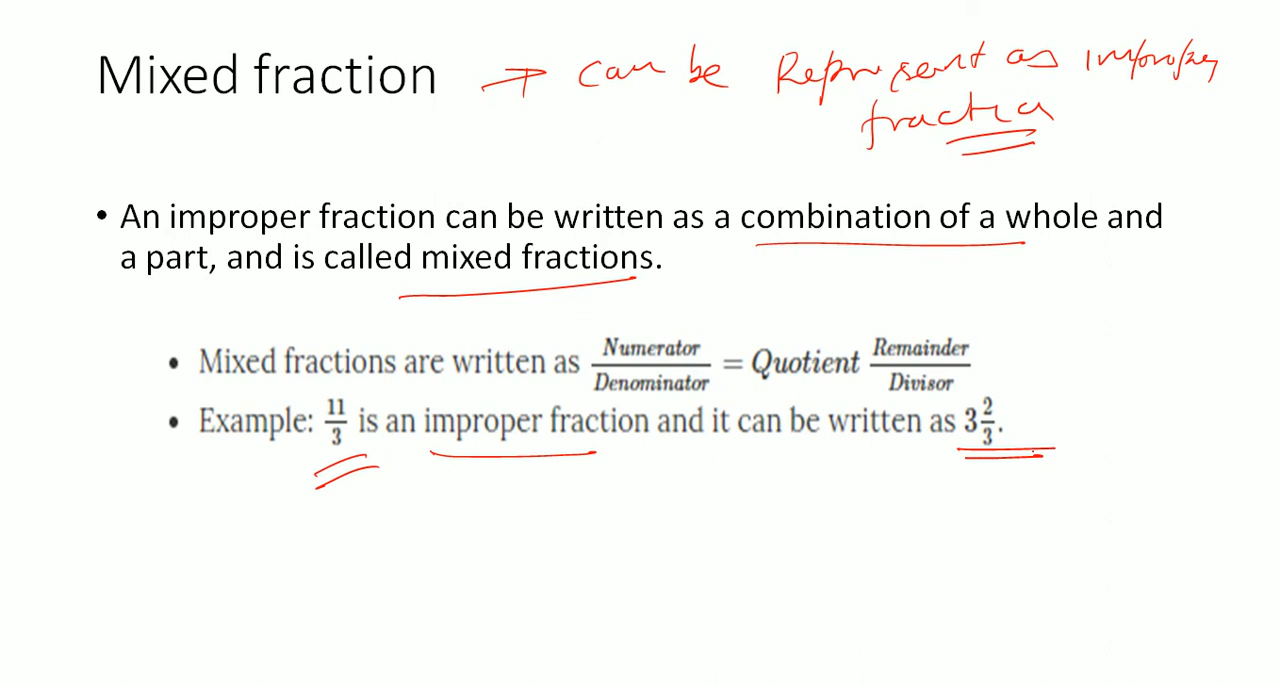 Mixed fraction → can be Represent as improper
fraction
• An improper fraction can be written as a combination of a whole and
a part, and is called mixed fractions.
• Mixed fractions are written as Numerator/Denominator = Quotient Remainder/Divisor
• Example: 11/3 is an improper fraction and it can be written as 3 2/3.